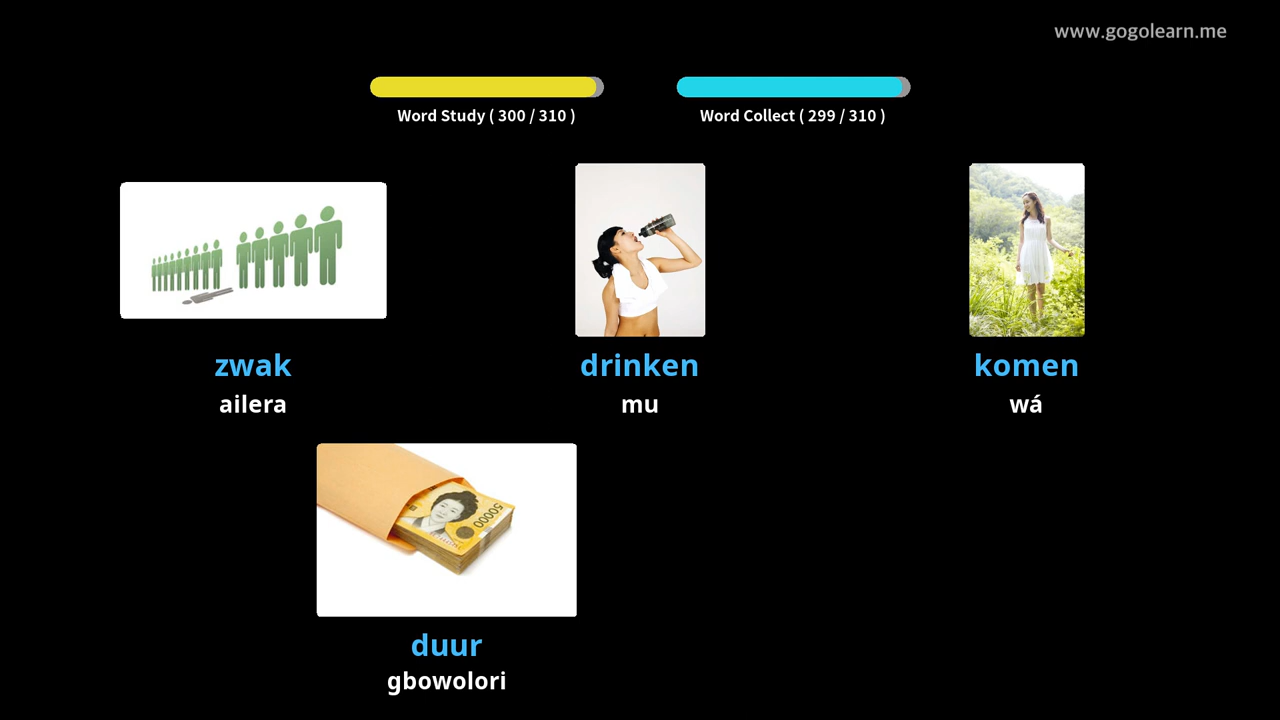 www.gogolearn.me
Word Study ( 300 / 310 )
Word Collect ( 299 / 310 )
zwak
ailera
drinken
mu
komen
wá
50000
duur
gbowolori